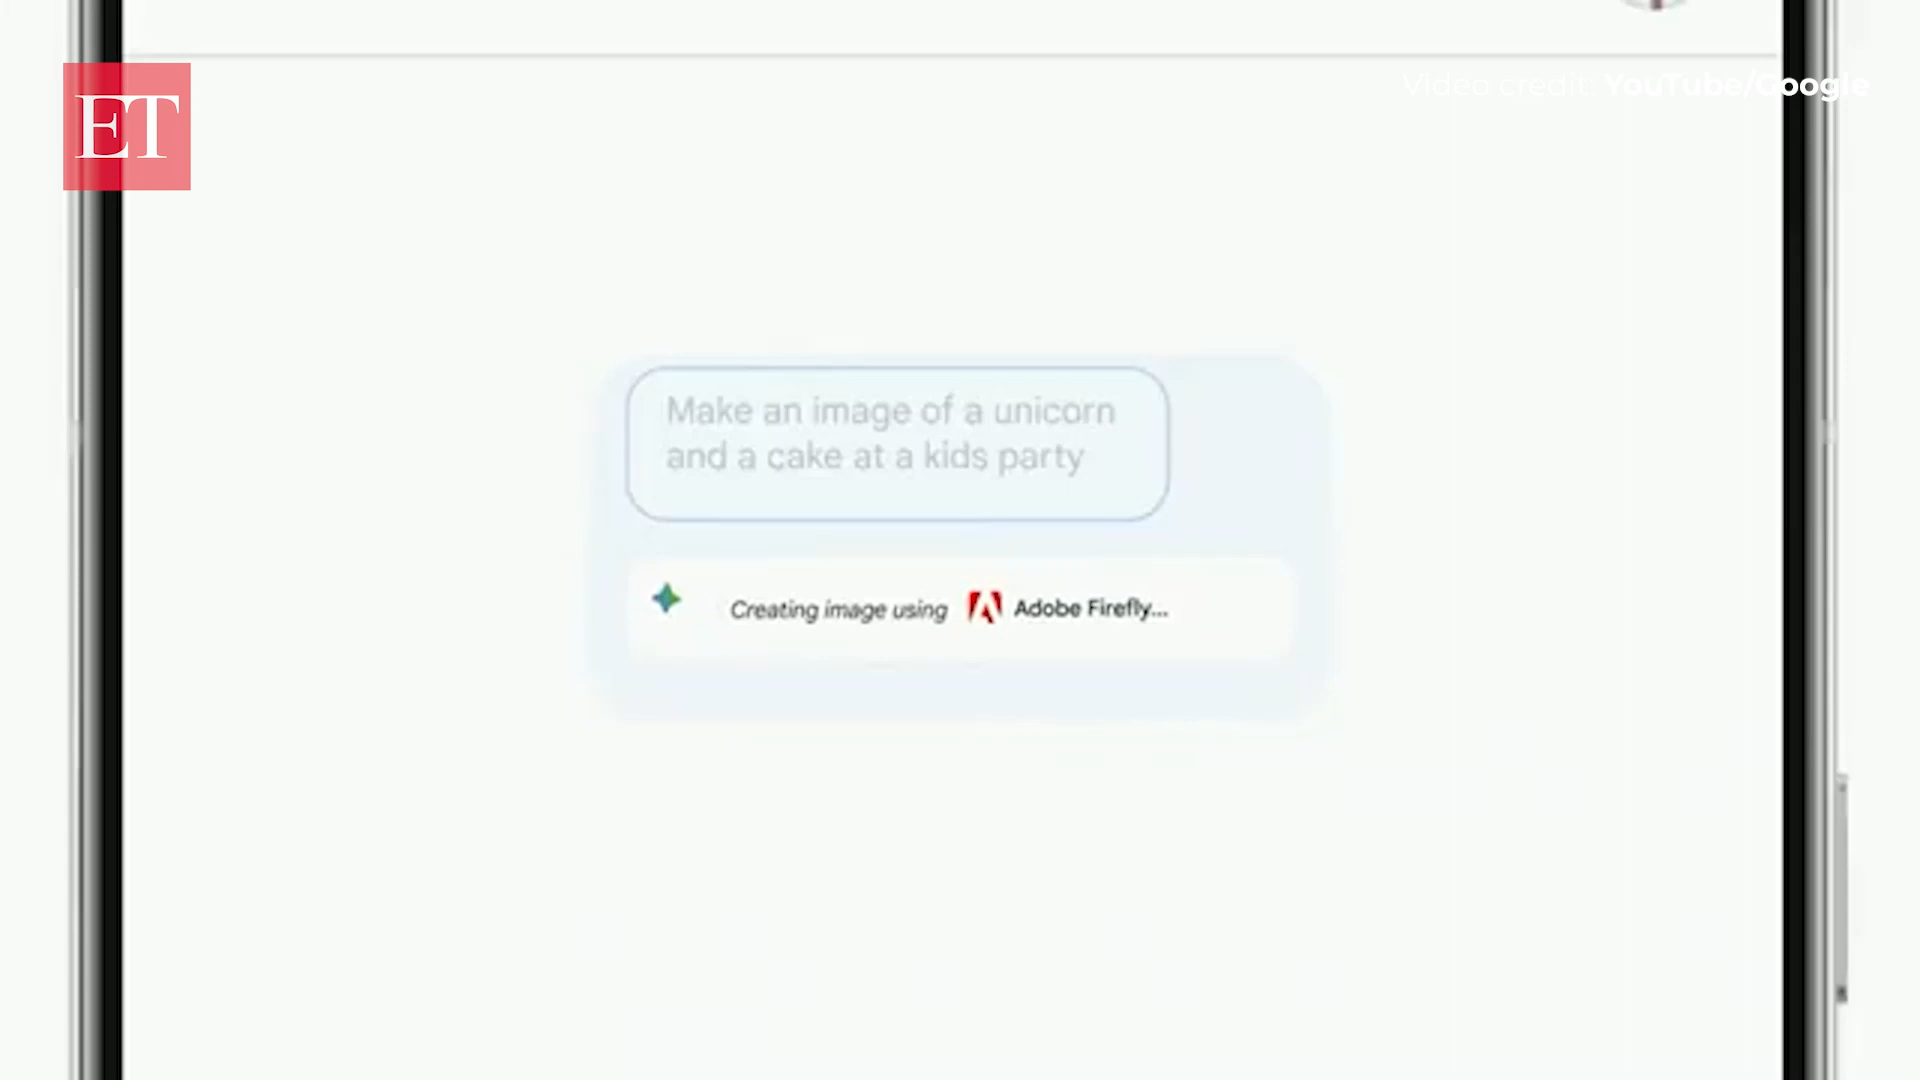 ET
Video credit: YouTube/Google
Make an image of a unicorn
and a cake at a kids party
Creating image using Adobe Firefly...